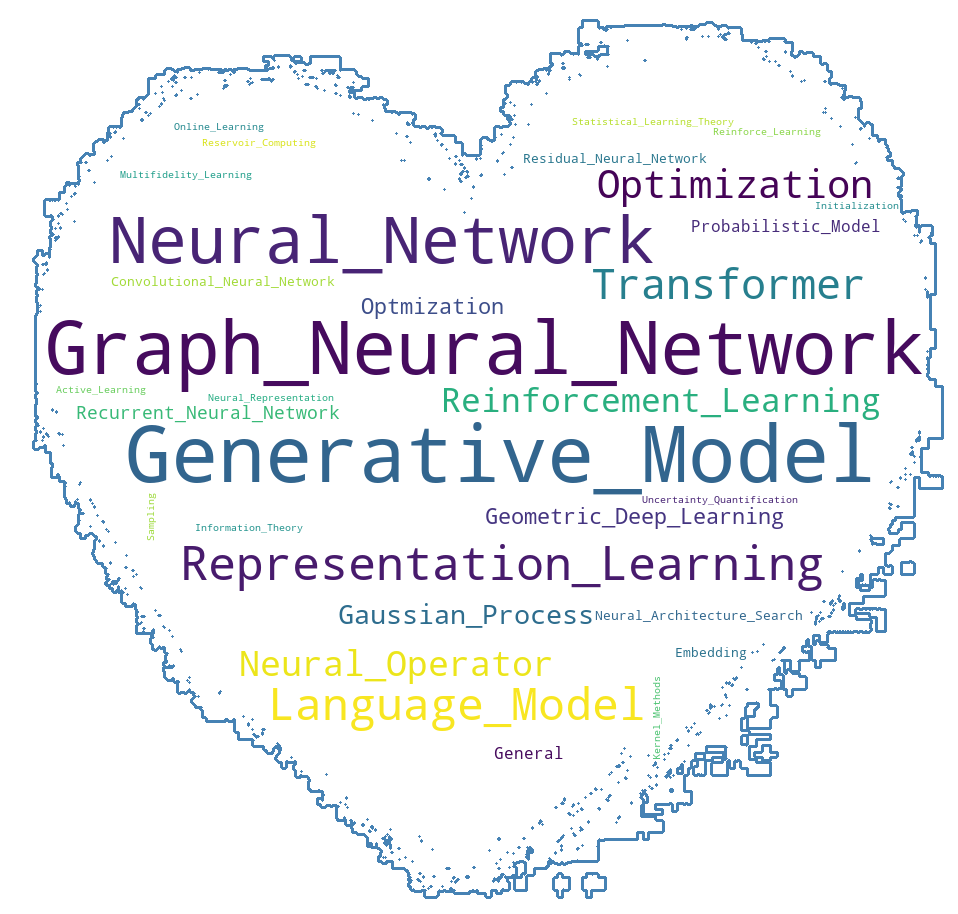 Online_Learning
Statistical_Learning_Theory
Reinforce_Learning
Reservoir_Computing
Residual_Neural_Network
Multifidelity_Learning
Optimization
Initialization
Neural_Network
Probabilistic_Model
Convolutional_Neural_Network
Transformer
Optmization
Graph_Neural_Network
Active_Learning
Neural_Representation
Reinforcement_Learning
Recurrent_Neural_Network
Generative_Model
Uncertainty_Quantification
Sampling
Geometric_Deep_Learning
Information_Theory
Representation_Learning
Gaussian_Process
Neural_Architecture_Search
Embedding
Neural_Operator
Language_Model
Kernel_Methods
General